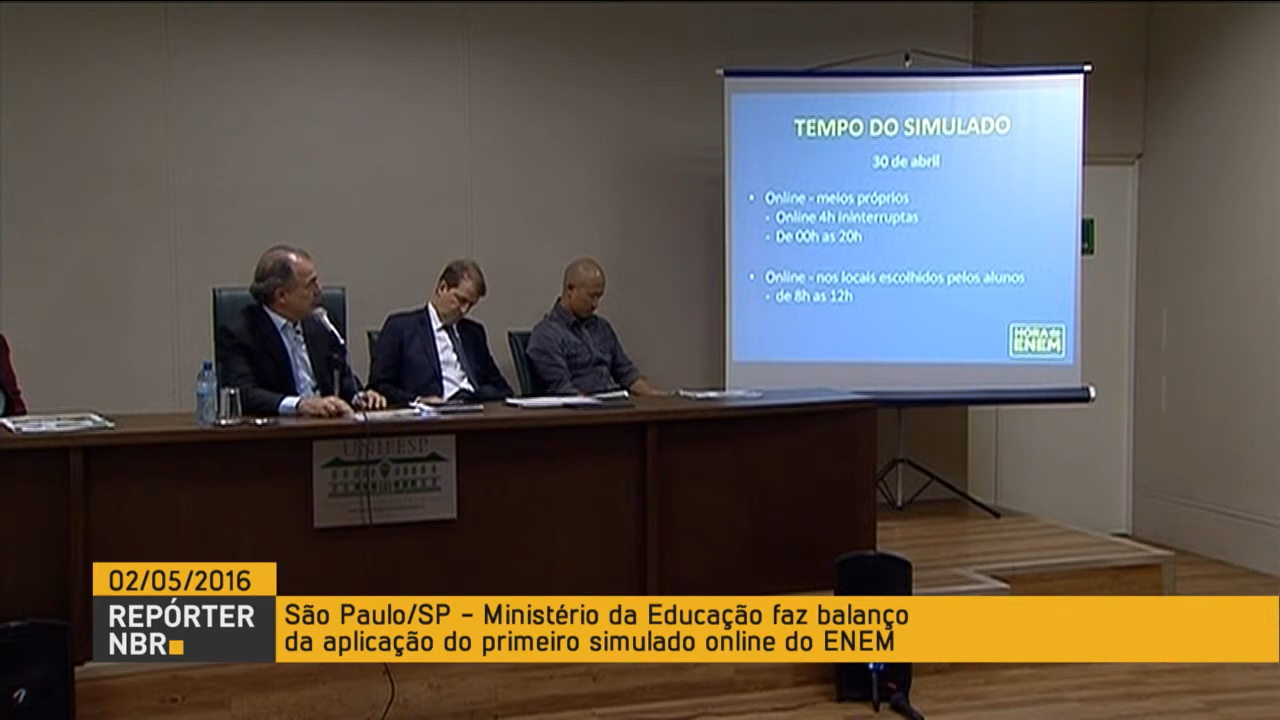 TEMPO DO SIMULADO
30 de abril
• Online - meios próprios
- Online 4h ininterruptas
- De 00h as 20h
• Online - nos locais escolhidos pelos alunos
- de 8h as 12h
HORA do
ENEM
UNIFESP
02/05/2016
REPÓRTER
NBR
São Paulo/SP - Ministério da Educação faz balanço
da aplicação do primeiro simulado online do ENEM